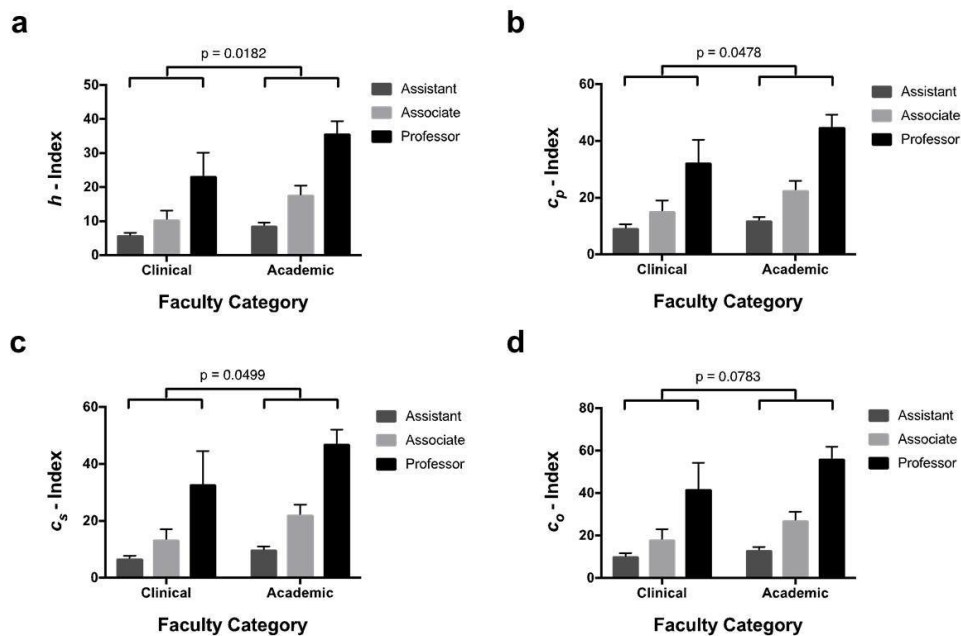 a
p = 0.0182
50
40
30
20
10
0
h - Index
Clinical
Academic
Faculty Category
Assistant
Associate
Professor
b
p = 0.0478
60
40
20
0
c_p - Index
Clinical
Academic
Faculty Category
Assistant
Associate
Professor
c
p = 0.0499
60
40
20
0
c_s - Index
Clinical
Academic
Faculty Category
Assistant
Associate
Professor
d
p = 0.0783
80
60
40
20
0
c_o - Index
Clinical
Academic
Faculty Category
Assistant
Associate
Professor